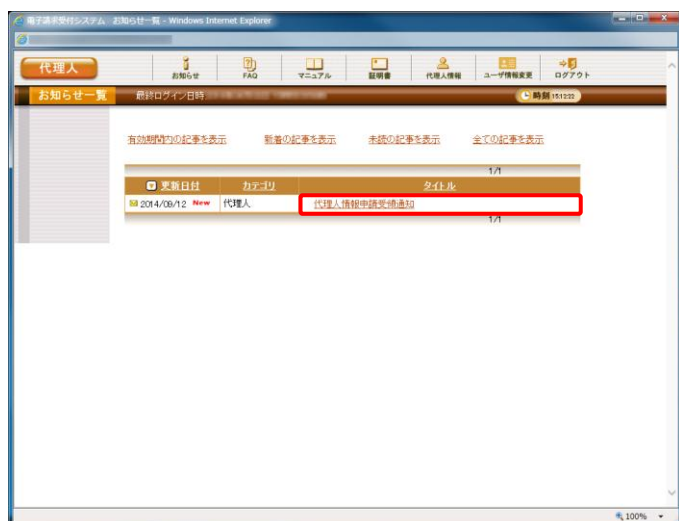 電子請求受付システム お知らせ一覧 - Windows Internet Explorer
代理人
お知らせ
FAQ
マニュアル
証明書
代理人情報
ユーザ情報変更
ログアウト
お知らせ一覧
最終ログイン日時
時刻 15:12:22
有効期間内の記事を表示 新着の記事を表示 未読の記事を表示 全ての記事を表示
1/1
更新日付 カテゴリ タイトル
2014/09/12 New 代理人 代理人情報申請受領通知
1/1
100%